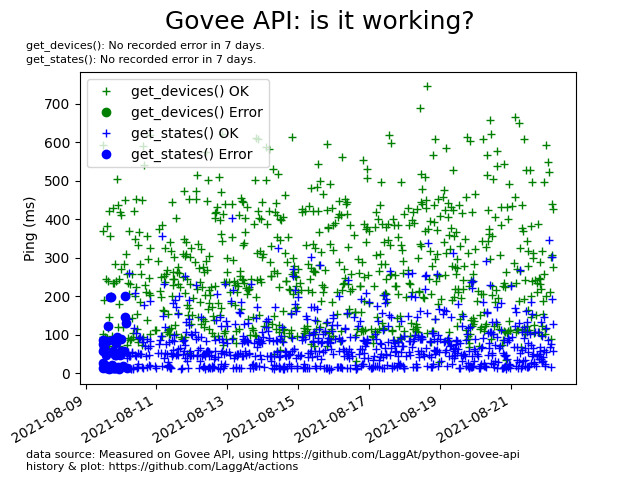 Govee API: is it working?
get_devices(): No recorded error in 7 days.
get_states(): No recorded error in 7 days.
get_devices() OK
get_devices() Error
get_states() OK
get_states() Error
Ping (ms)
700
600
500
400
300
200
100
0
2021-08-09
2021-08-11
2021-08-13
2021-08-15
2021-08-17
2021-08-19
2021-08-21
data source: Measured on Govee API, using https://github.com/LaggAt/python-govee-api
history & plot: https://github.com/LaggAt/actions